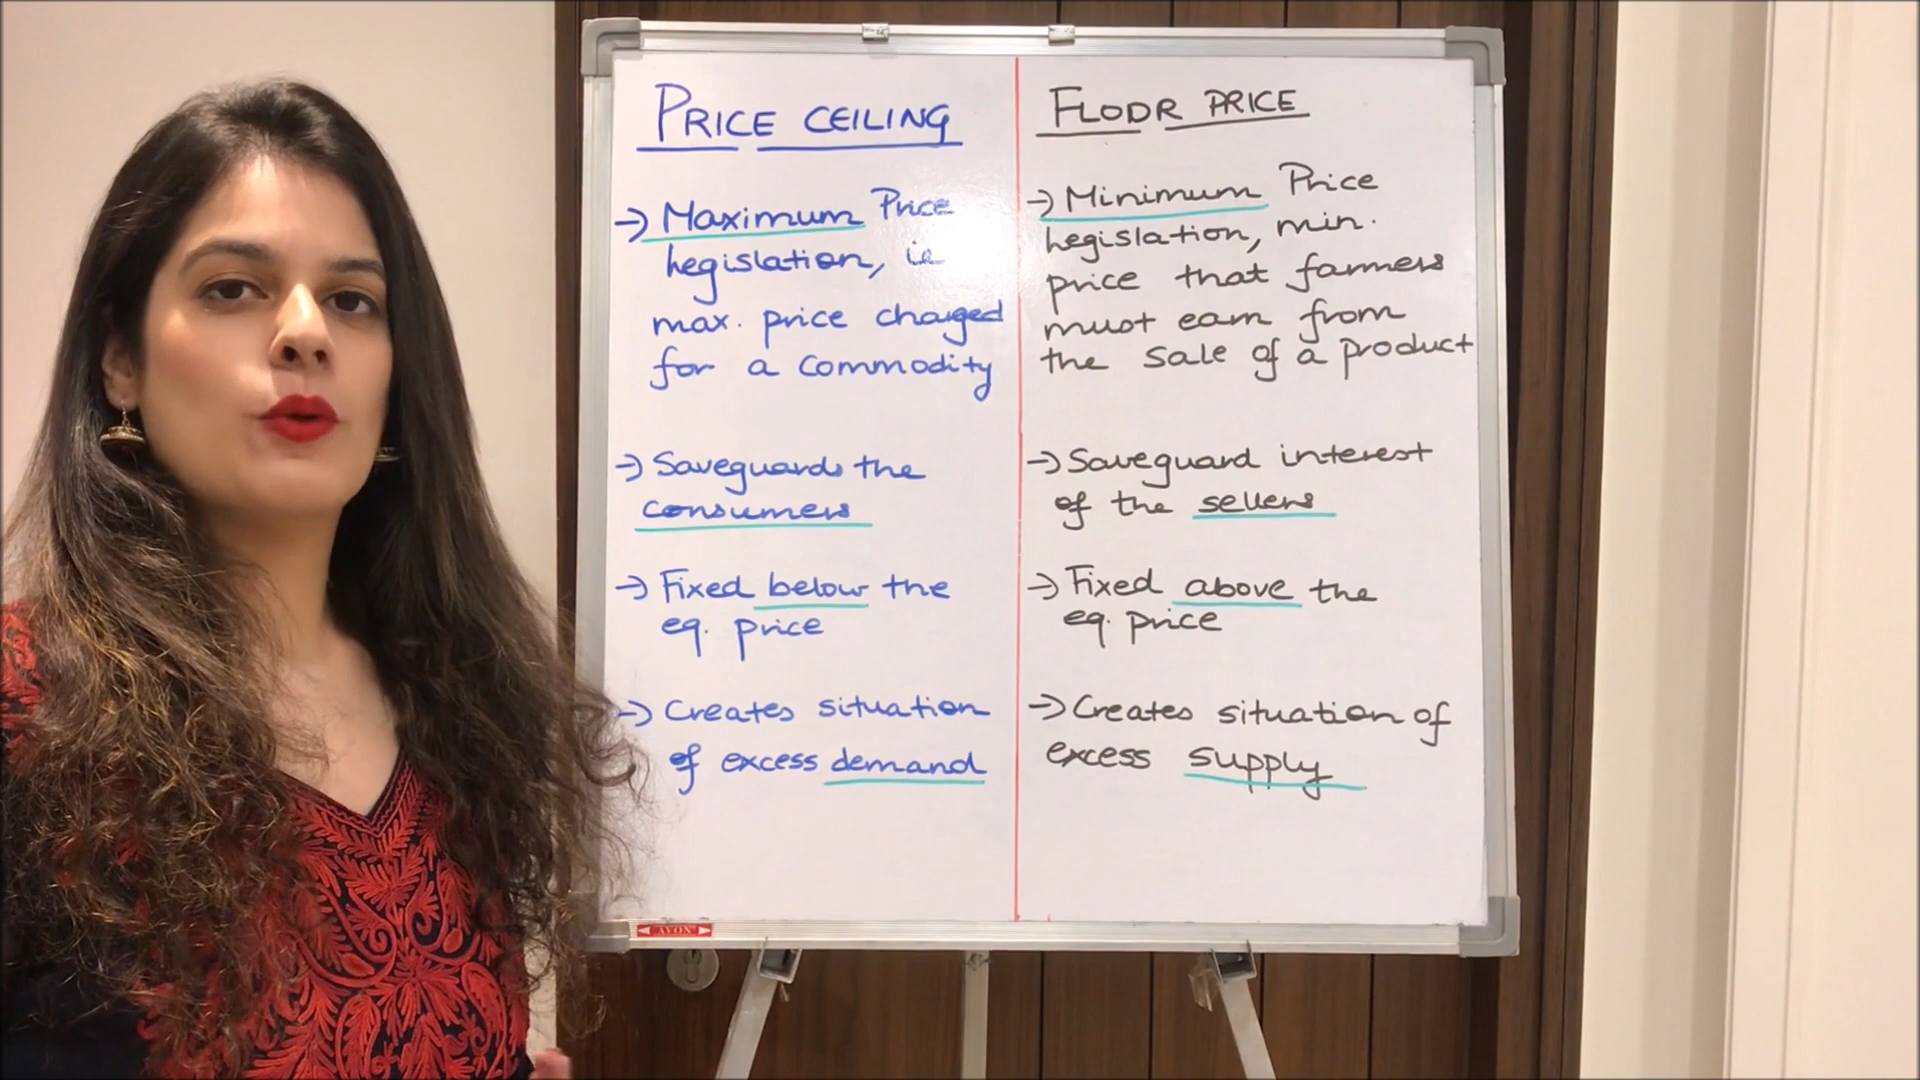 PRICE CEILING
→ Maximum Price
legislation, ie
max. price charged
for a commodity
→ Saveguards the
consumers
→ Fixed below the
eq. price
→ Creates situation
of excess demand
FLOOR PRICE
→ Minimum Price
legislation, min.
price that farmers
must earn from
the sale of a product
→ Saveguard interest
of the sellers
→ Fixed above the
eq. price
→ Creates situation of
excess supply
AVON